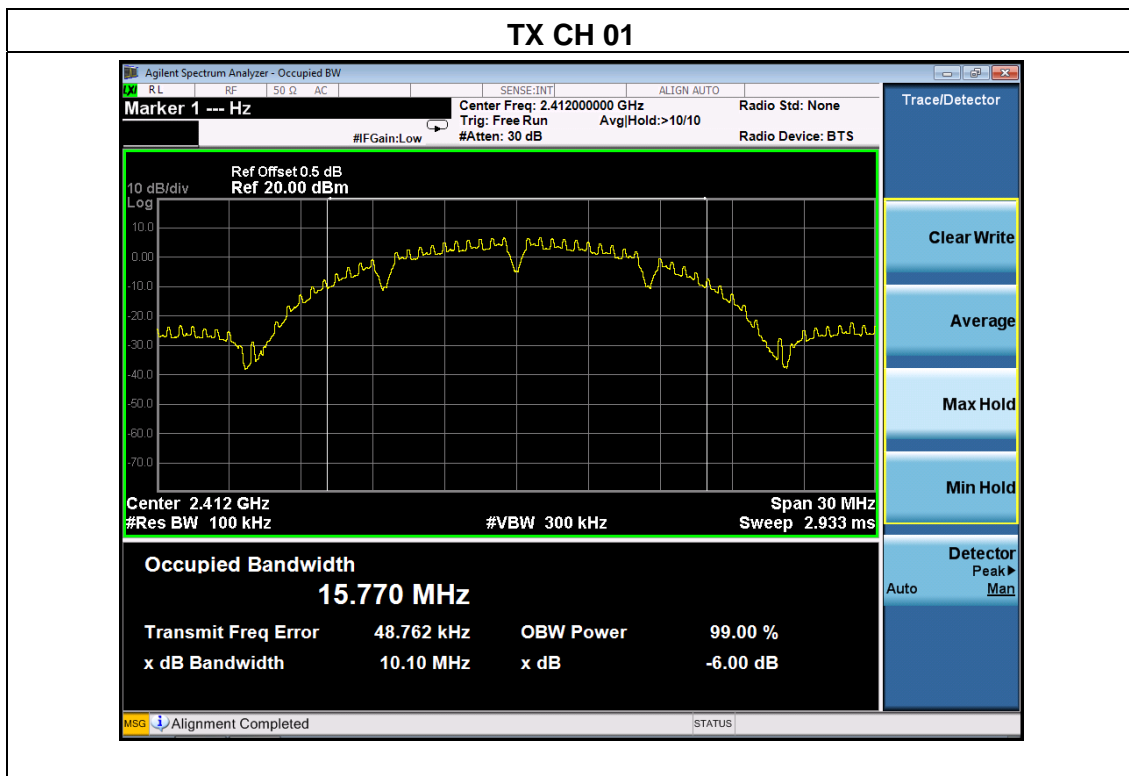 TX CH 01
Agilent Spectrum Analyzer - Occupied BW
LXI RL RF 50 Ω AC SENSE:INT ALIGN AUTO
Marker 1 --- Hz
#IFGain:Low
Center Freq: 2.412000000 GHz
Trig: Free Run Avg|Hold:>10/10
#Atten: 30 dB
Radio Std: None
Radio Device: BTS
Ref Offset 0.5 dB
10 dB/div Ref 20.00 dBm
Log
10.0
0.00
-10.0
-20.0
-30.0
-40.0
-50.0
-60.0
-70.0
Center 2.412 GHz Span 30 MHz
#Res BW 100 kHz #VBW 300 kHz Sweep 2.933 ms
Occupied Bandwidth
15.770 MHz
Transmit Freq Error 48.762 kHz OBW Power 99.00 %
x dB Bandwidth 10.10 MHz x dB -6.00 dB
Trace/Detector
Clear Write
Average
Max Hold
Min Hold
Detector
Peak▶
Auto Man
MSG Alignment Completed STATUS